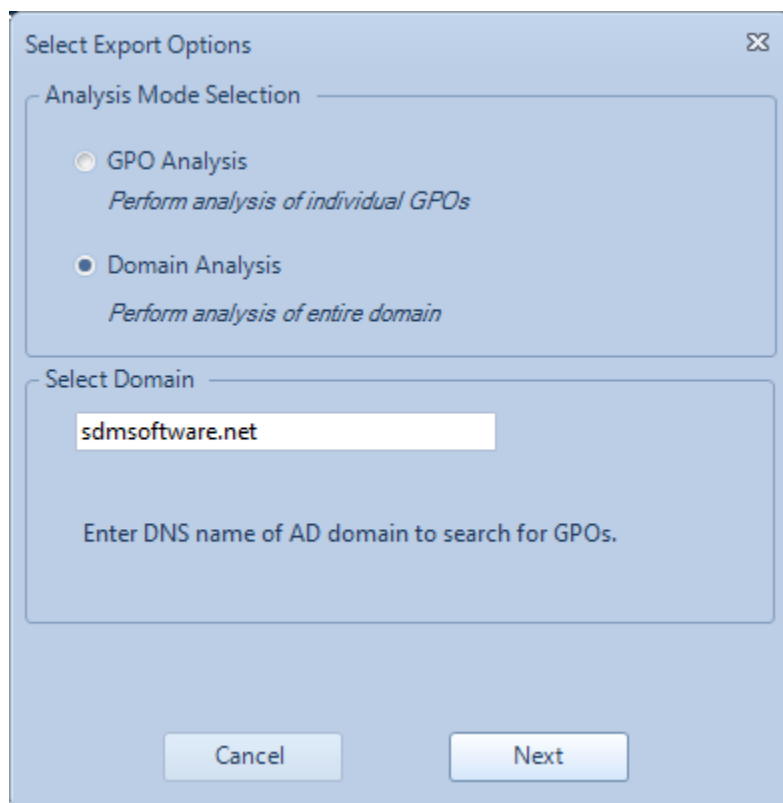 Select Export Options
Analysis Mode Selection
GPO Analysis
Perform analysis of individual GPOs
Domain Analysis
Perform analysis of entire domain
Select Domain
sdmsoftware.net
Enter DNS name of AD domain to search for GPOs.
Cancel Next